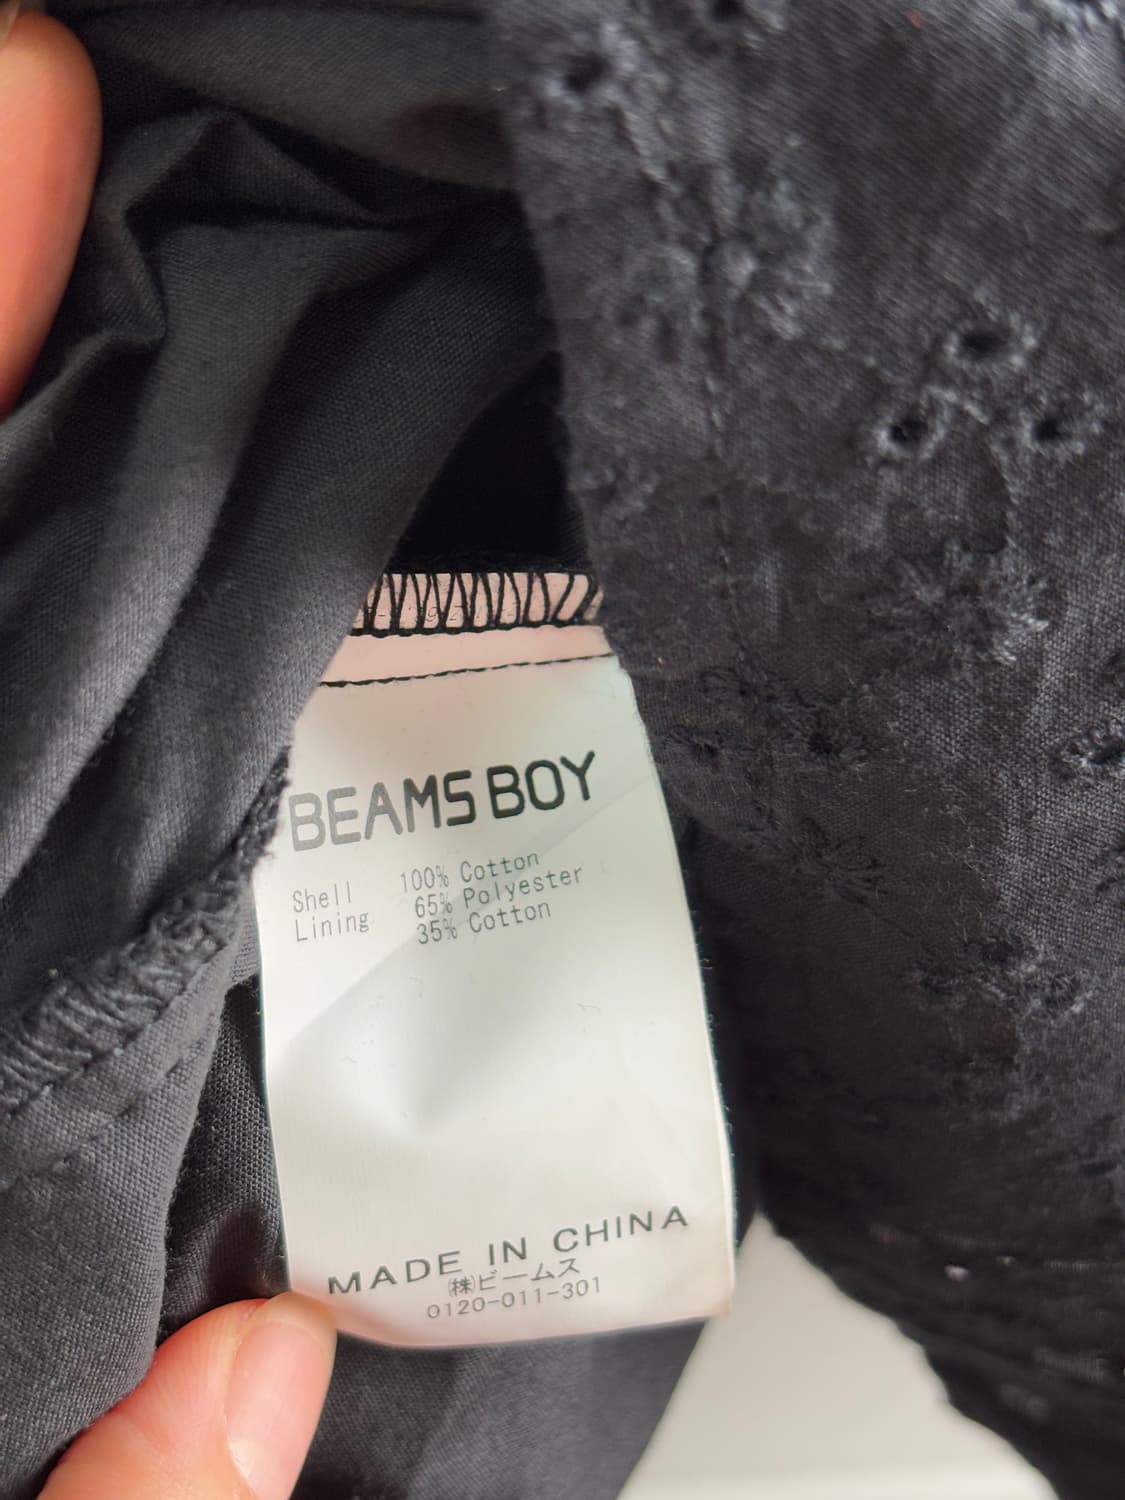 BEAMS BOY
Shell 100% Cotton
Lining 65% Polyester
35% Cotton
MADE IN CHINA
㈱ビームス
0120-011-301